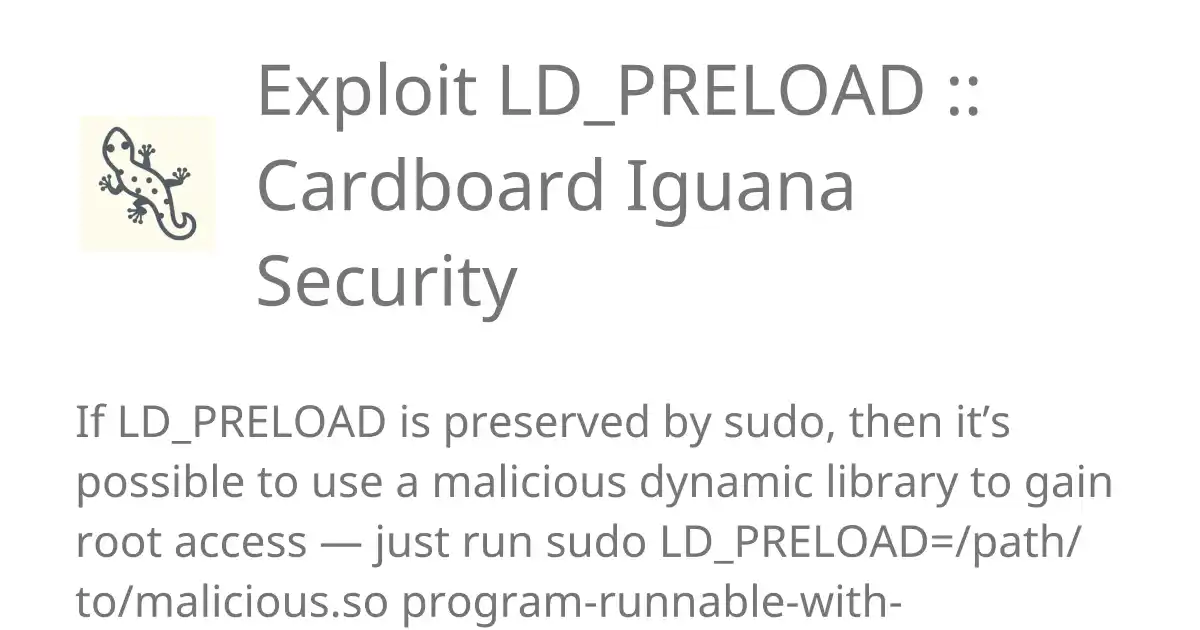 Exploit LD_PRELOAD ::
Cardboard Iguana
Security
If LD_PRELOAD is preserved by sudo, then it’s
possible to use a malicious dynamic library to gain
root access — just run sudo LD_PRELOAD=/path/
to/malicious.so program-runnable-with-